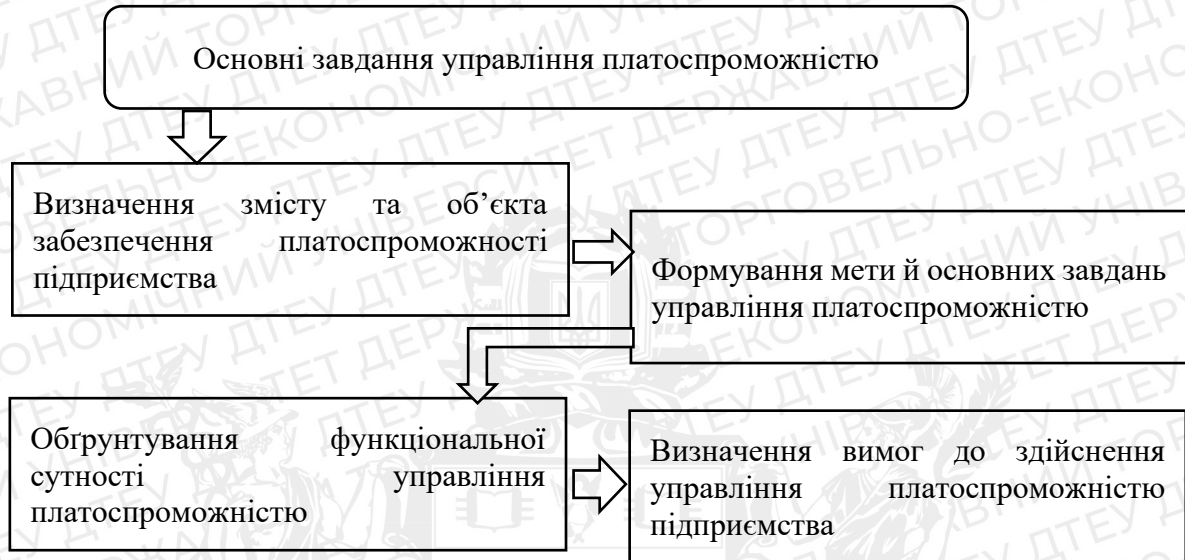 Основні завдання управління платоспроможністю
Визначення змісту та об’єкта
забезпечення платоспроможності
підприємства
Формування мети й основних завдань
управління платоспроможністю
Обґрунтування функціональної
сутності управління
платоспроможністю
Визначення вимог до здійснення
управління платоспроможністю
підприємства